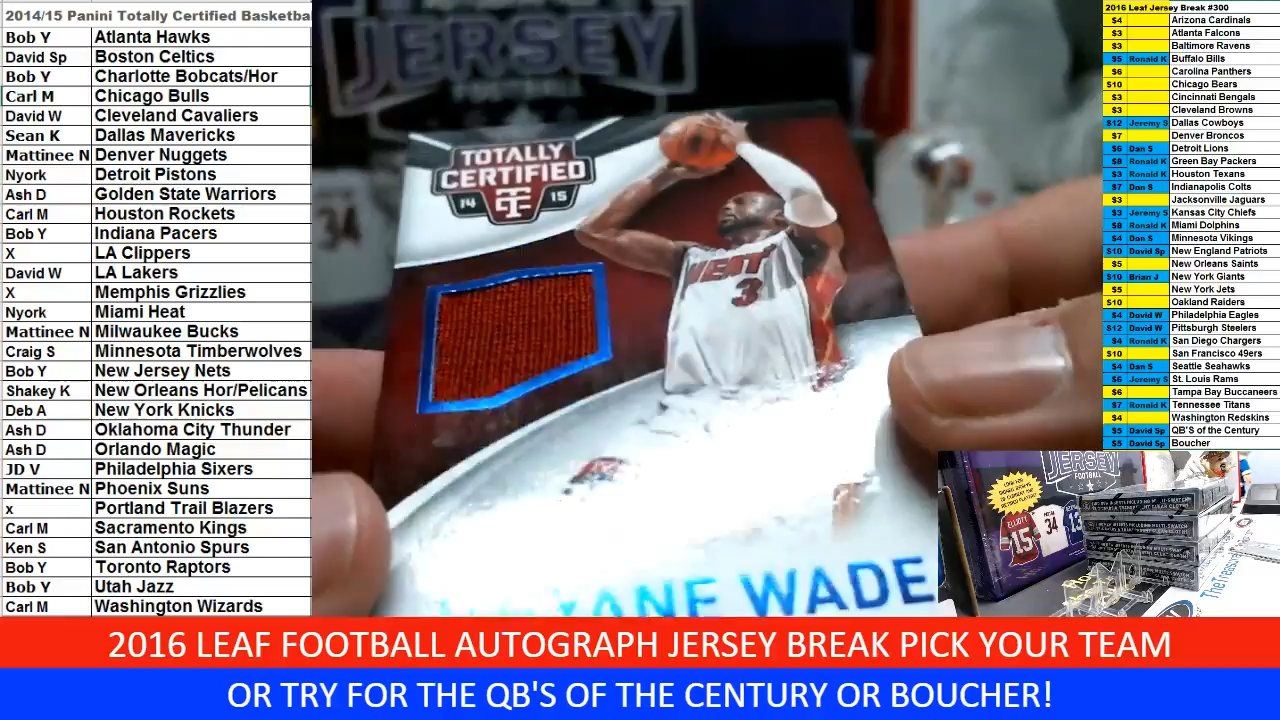 2014/15 Panini Totally Certified Basketba
Bob Y Atlanta Hawks
David Sp Boston Celtics
Bob Y Charlotte Bobcats/Hor
Carl M Chicago Bulls
David W Cleveland Cavaliers
Sean K Dallas Mavericks
Mattinee N Denver Nuggets
Nyork Detroit Pistons
Ash D Golden State Warriors
Carl M Houston Rockets
Bob Y Indiana Pacers
X LA Clippers
David W LA Lakers
X Memphis Grizzlies
Nyork Miami Heat
Mattinee N Milwaukee Bucks
Craig S Minnesota Timberwolves
Bob Y New Jersey Nets
Shakey K New Orleans Hor/Pelicans
Deb A New York Knicks
Ash D Oklahoma City Thunder
Ash D Orlando Magic
JD V Philadelphia Sixers
Mattinee N Phoenix Suns
x Portland Trail Blazers
Carl M Sacramento Kings
Ken S San Antonio Spurs
Bob Y Toronto Raptors
Bob Y Utah Jazz
Carl M Washington Wizards
JERSEY
34
TOTALLY
CERTIFIED
14 TC 15
HEAT
3
WADE
2016 Leaf Jersey Break #300
$4 Arizona Cardinals
$3 Atlanta Falcons
$3 Baltimore Ravens
$5 Ronald K Buffalo Bills
$6 Carolina Panthers
$10 Chicago Bears
$3 Cincinnati Bengals
$3 Cleveland Browns
$12 Jeremy S Dallas Cowboys
$7 Denver Broncos
$6 Dan S Detroit Lions
$8 Ronald K Green Bay Packers
$3 Ronald K Houston Texans
$7 Dan S Indianapolis Colts
$3 Jacksonville Jaguars
$3 Jeremy S Kansas City Chiefs
$8 Ronald K Miami Dolphins
$4 Dan S Minnesota Vikings
$10 David Sp New England Patriots
$5 New Orleans Saints
$10 Brian J New York Giants
$5 New York Jets
$10 Oakland Raiders
$4 David W Philadelphia Eagles
$12 David W Pittsburgh Steelers
$4 Ronald K San Diego Chargers
$10 San Francisco 49ers
$4 Dan S Seattle Seahawks
$6 Jeremy S St. Louis Rams
$6 Tampa Bay Buccaneers
$7 Ronald K Tennessee Titans
$4 Washington Redskins
$5 David Sp QB'S of the Century
$5 David Sp Boucher
JERSEY
FOOTBALL
ELLIOTT
15
34
13
2016 LEAF FOOTBALL AUTOGRAPH JERSEY BREAK PICK YOUR TEAM
OR TRY FOR THE QB'S OF THE CENTURY OR BOUCHER!